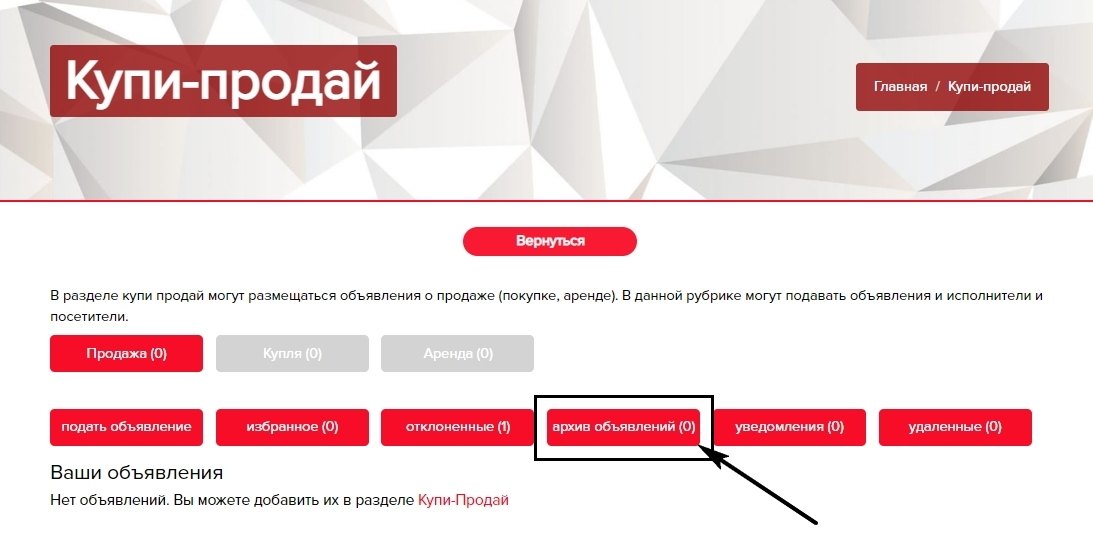 Купи-продай
Главная / Купи-продай
Вернуться
В разделе купи продай могут размещаться объявления о продаже (покупке, аренде). В данной рубрике могут подавать объявления и исполнители и
посетители.
Продажа (0) Купля (0) Аренда (0)
подать объявление избранное (0) отклоненные (1) архив объявлений (0) уведомления (0) удаленные (0)
Ваши объявления
Нет объявлений. Вы можете добавить их в разделе Купи-Продай